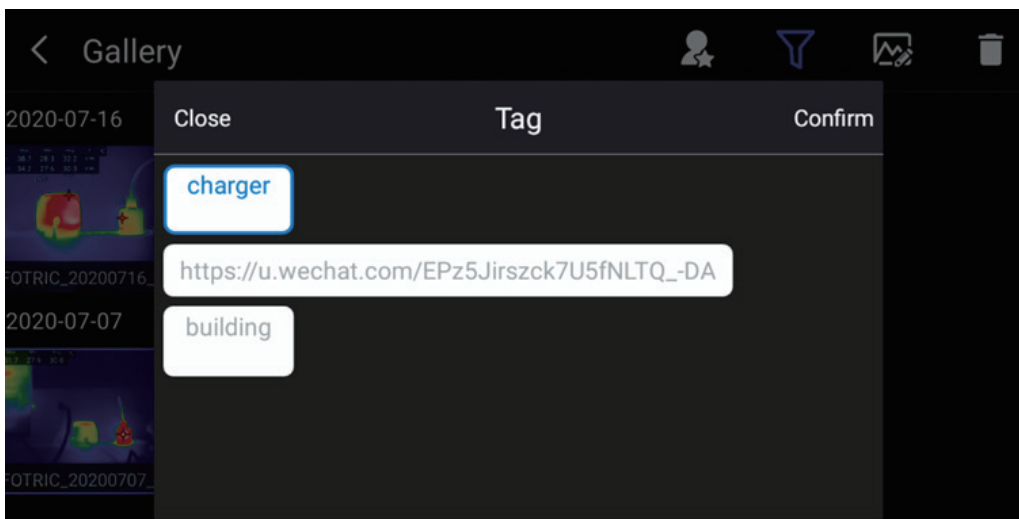 Gallery
2020-07-16
Close
Tag
Confirm
charger
https://u.wechat.com/EPz5Jirszck7U5fNLTQ_-DA
FOTRIC_20200716_
2020-07-07
building
FOTRIC_20200707_